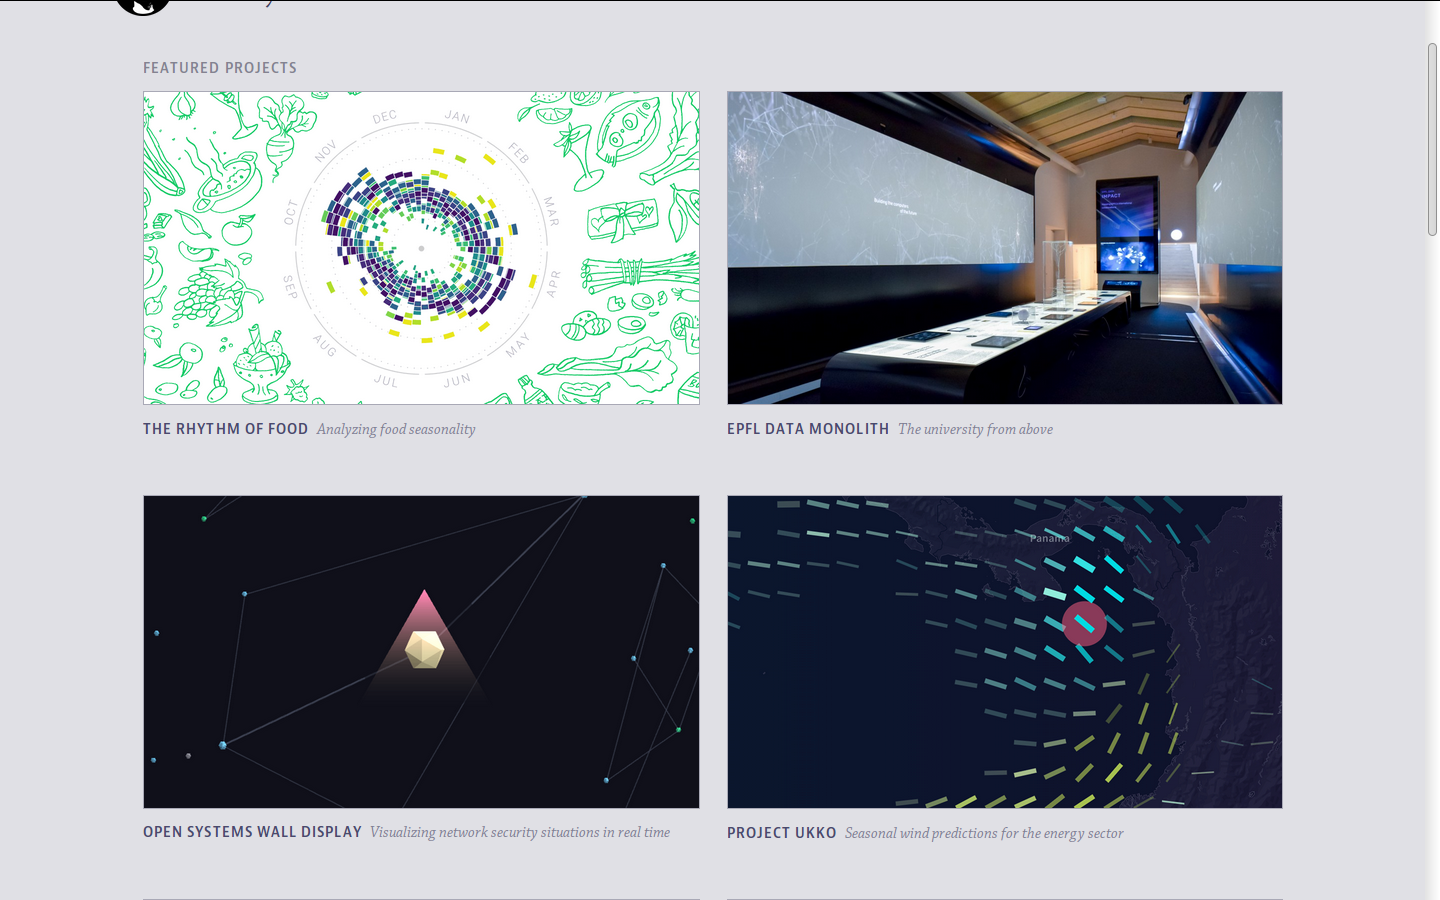 FEATURED PROJECTS
DEC
JAN
NOV
FEB
OCT
MAR
SEP
APR
AUG
MAY
JUL
JUN
IMPACT
THE RHYTHM OF FOOD Analyzing food seasonality
EPFL DATA MONOLITH The university from above
Panama
OPEN SYSTEMS WALL DISPLAY Visualizing network security situations in real time
PROJECT UKKO Seasonal wind predictions for the energy sector